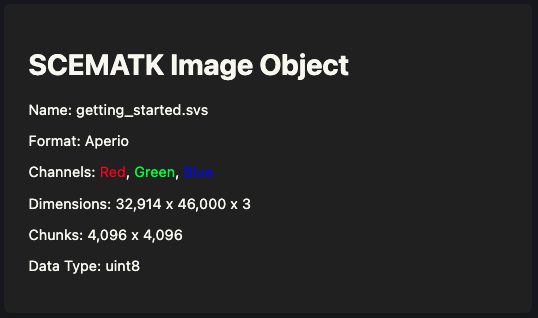 SCEMATK Image Object
Name: getting_started.svs
Format: Aperio
Channels: Red, Green, Blue
Dimensions: 32,914 x 46,000 x 3
Chunks: 4,096 x 4,096
Data Type: uint8